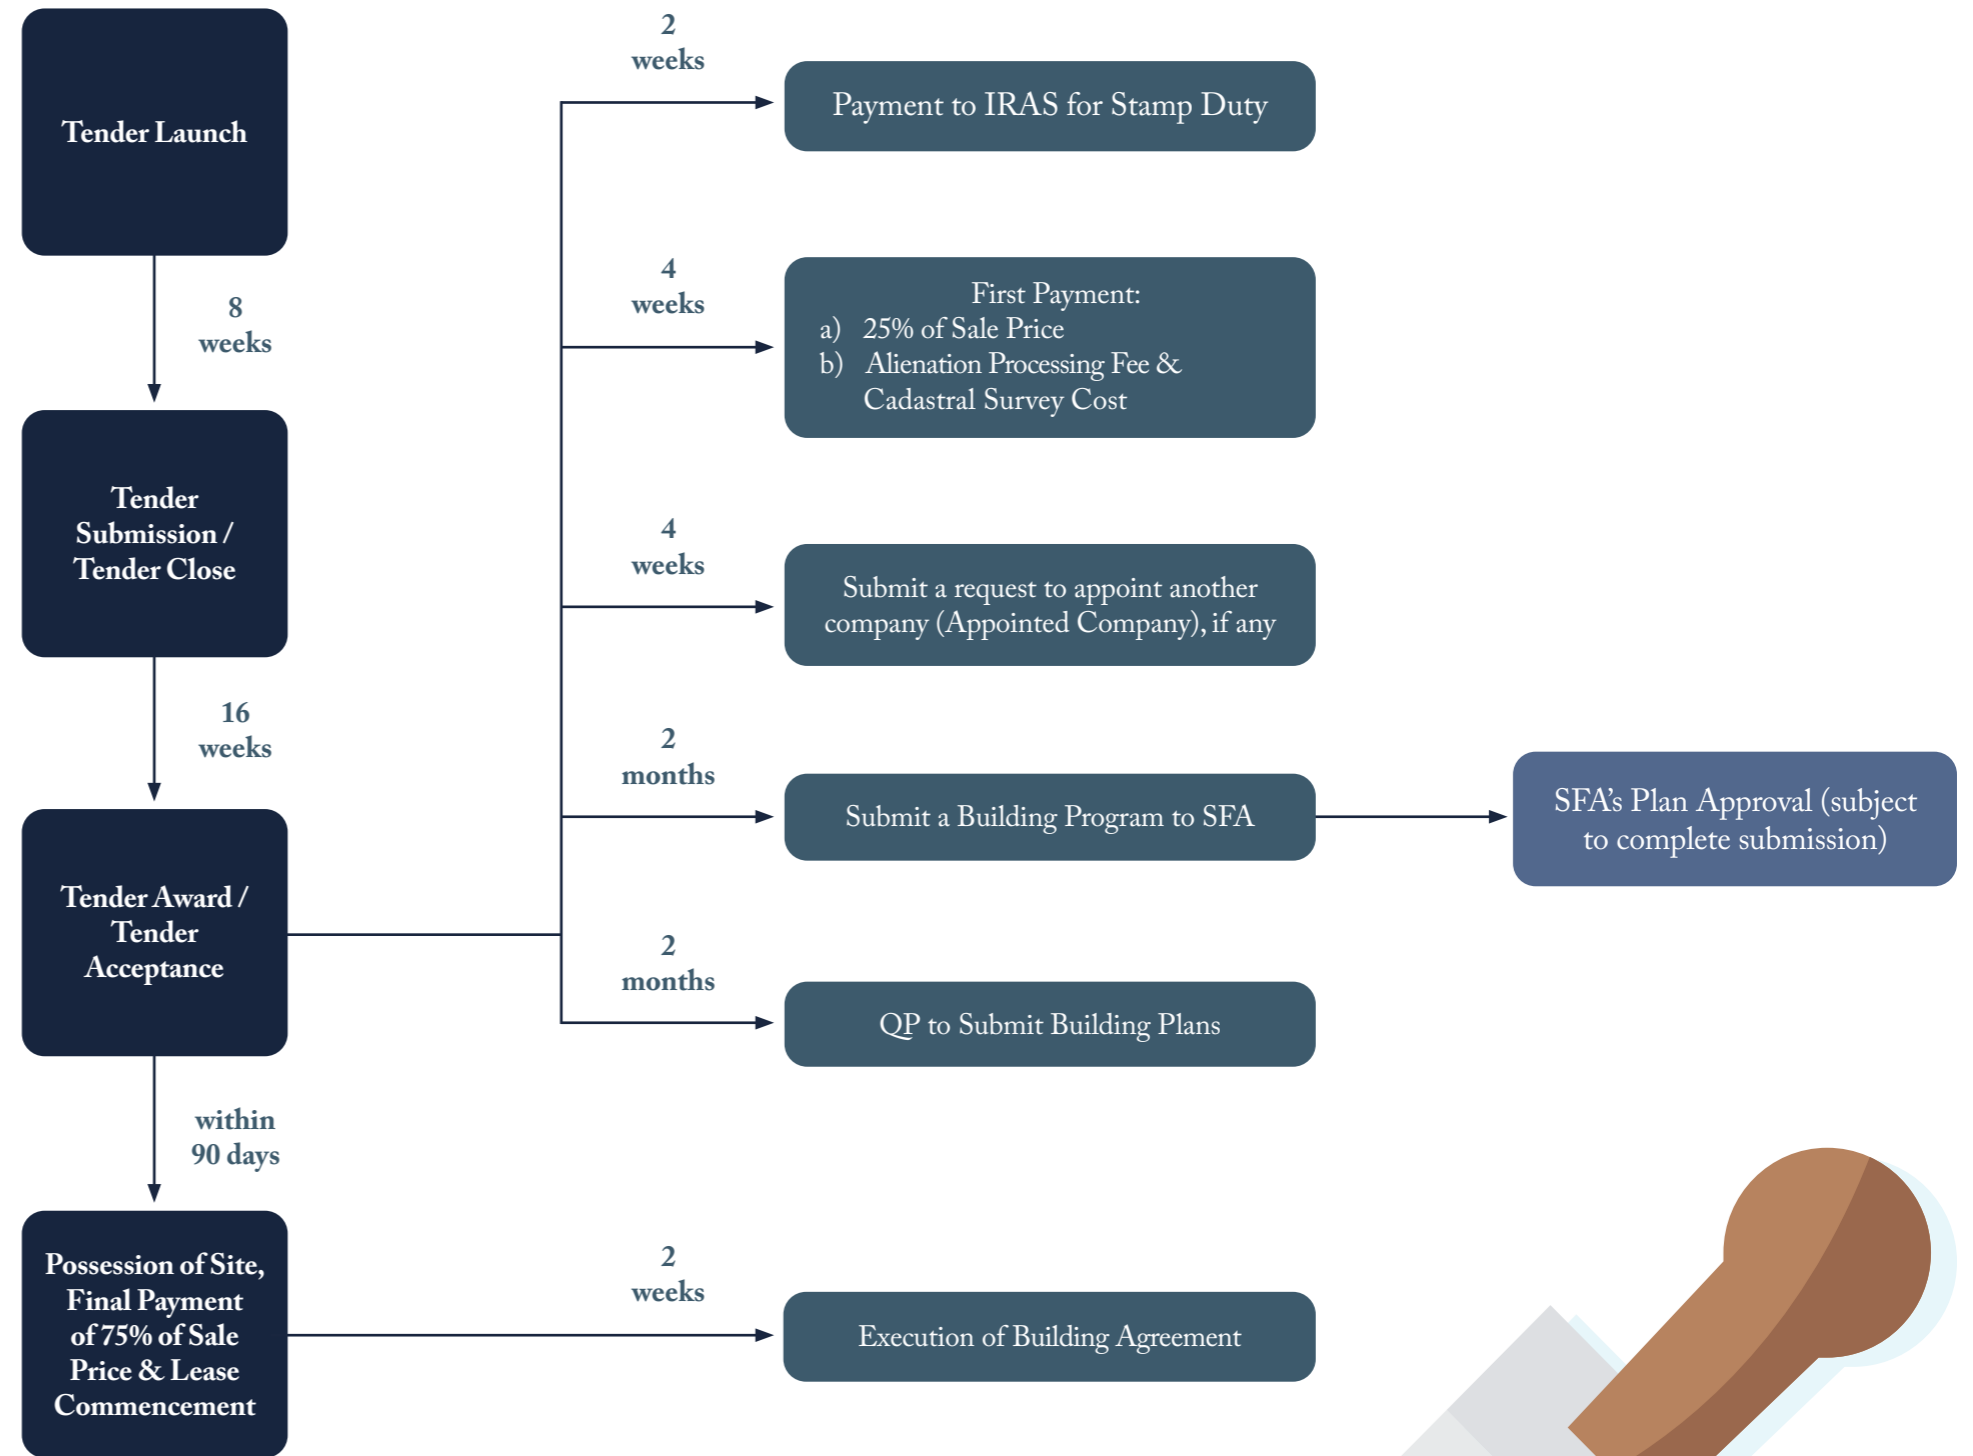 Tender Launch
8
weeks
Tender
Submission /
Tender Close
16
weeks
Tender Award /
Tender
Acceptance
2
weeks
Payment to IRAS for Stamp Duty
4
weeks
First Payment:
a) 25% of Sale Price
b) Alienation Processing Fee &
Cadastral Survey Cost
4
weeks
Submit a request to appoint another
company (Appointed Company), if any
2
months
Submit a Building Program to SFA
SFA’s Plan Approval (subject
to complete submission)
2
months
QP to Submit Building Plans
within
90 days
Possession of Site,
Final Payment
of 75% of Sale
Price & Lease
Commencement
2
weeks
Execution of Building Agreement